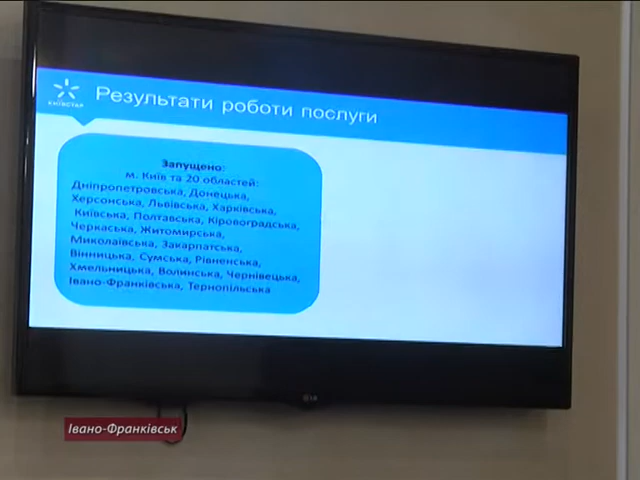 КИЇВСТАР
Результати роботи послуги
Запущено:
м. Київ та 20 областей:
Дніпропетровська, Донецька,
Херсонська, Львівська, Харківська,
Київська, Полтавська, Кіровоградська,
Черкаська, Житомирська,
Миколаївська, Закарпатська,
Вінницька, Сумська, Рівненська,
Хмельницька, Волинська, Чернівецька,
Івано-Франківська, Тернопільська
LG
Івано-Франківськ